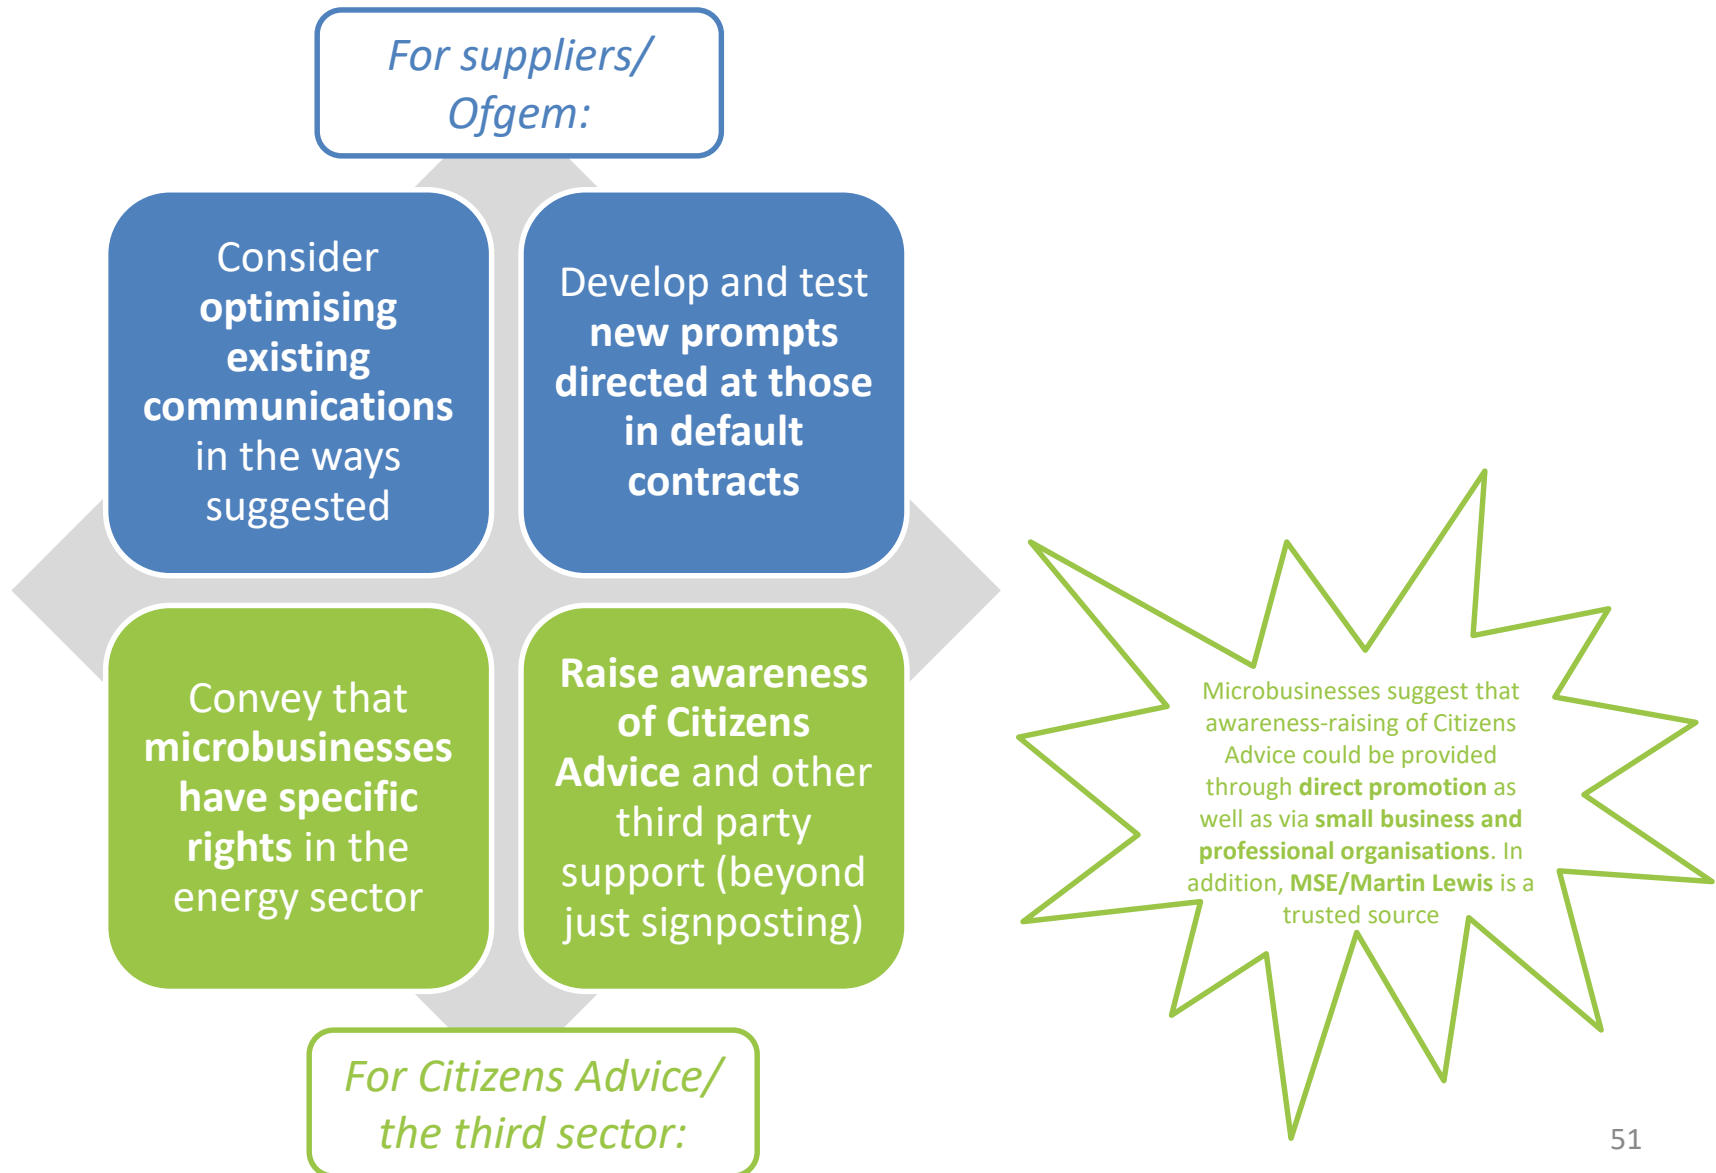 For suppliers/
Ofgem:
Consider
optimising
existing
communications
in the ways
suggested
Develop and test
new prompts
directed at those
in default
contracts
Convey that
microbusinesses
have specific
rights in the
energy sector
Raise awareness
of Citizens
Advice and other
third party
support (beyond
just signposting)
For Citizens Advice/
the third sector:
Microbusinesses suggest that
awareness-raising of Citizens
Advice could be provided
through direct promotion as
well as via small business and
professional organisations. In
addition, MSE/Martin Lewis is a
trusted source
51